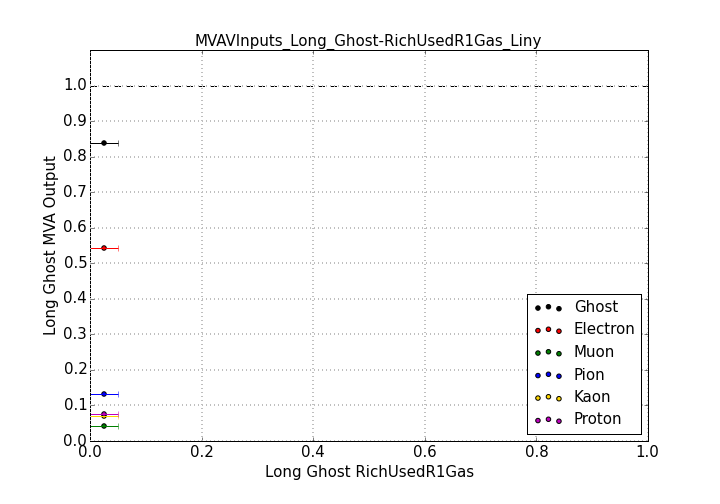 MVAVInputs_Long_Ghost-RichUsedR1Gas_Liny
1.0
0.9
0.8
0.7
0.6
0.5
0.4
0.3
0.2
0.1
0.0
Long Ghost MVA Output
Ghost
Electron
Muon
Pion
Kaon
Proton
0.0 0.2 0.4 0.6 0.8 1.0
Long Ghost RichUsedR1Gas